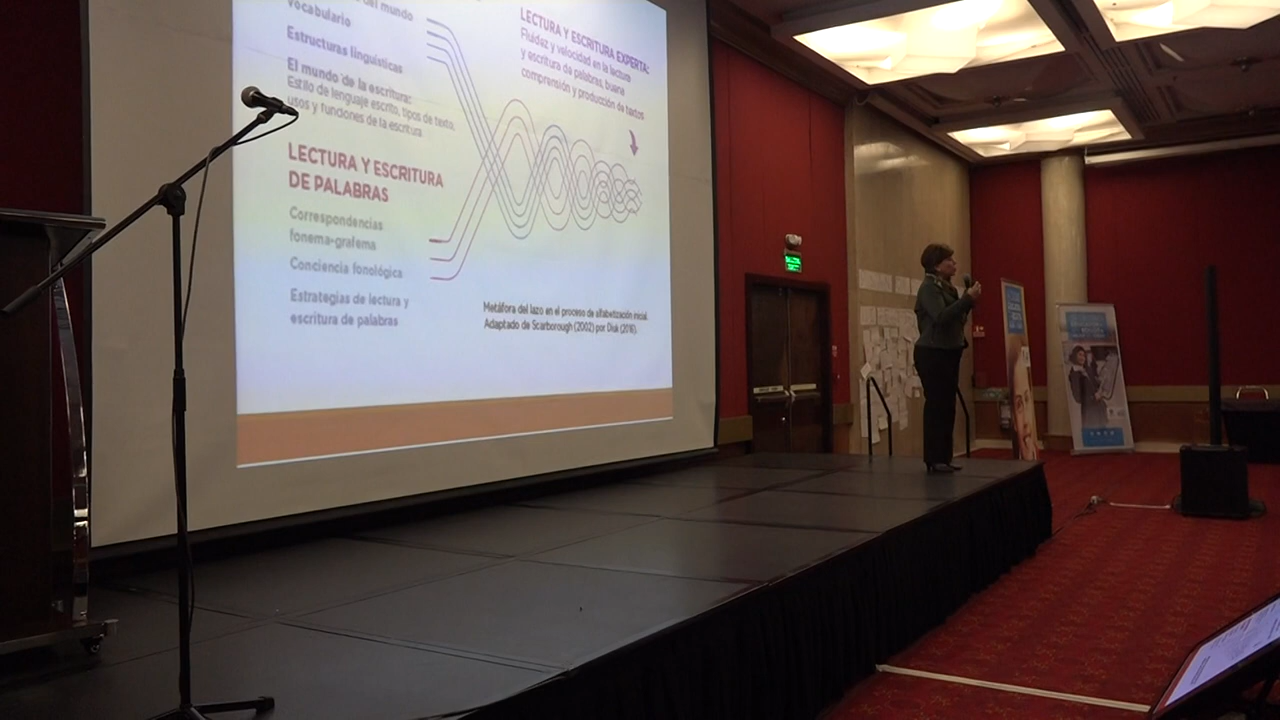 del mundo
vocabulario
Estructuras lingüísticas
El mundo de la escritura:
Estilo de lenguaje escrito, tipos de texto,
usos y funciones de la escritura
LECTURA Y ESCRITURA
DE PALABRAS
Correspondencias
fonema-grafema
Conciencia fonológica
Estrategias de lectura y
escritura de palabras
LECTURA Y ESCRITURA EXPERTA:
Fluidez y velocidad en la lectura
y escritura de palabras, buena
comprensión y producción de textos
Metáfora del lazo en el proceso de alfabetización inicial.
Adaptado de Scarborough (2002) por Disk (2016).